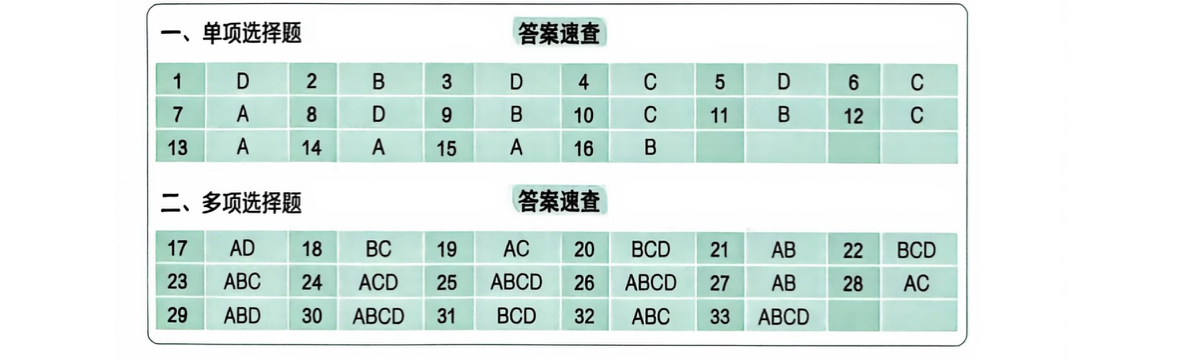 一、单项选择题 答案速查
1 D 2 B 3 D 4 C 5 D 6 C
7 A 8 D 9 B 10 C 11 B 12 C
13 A 14 A 15 A 16 B
二、多项选择题 答案速查
17 AD 18 BC 19 AC 20 BCD 21 AB 22 BCD
23 ABC 24 ACD 25 ABCD 26 ABCD 27 AB 28 AC
29 ABD 30 ABCD 31 BCD 32 ABC 33 ABCD